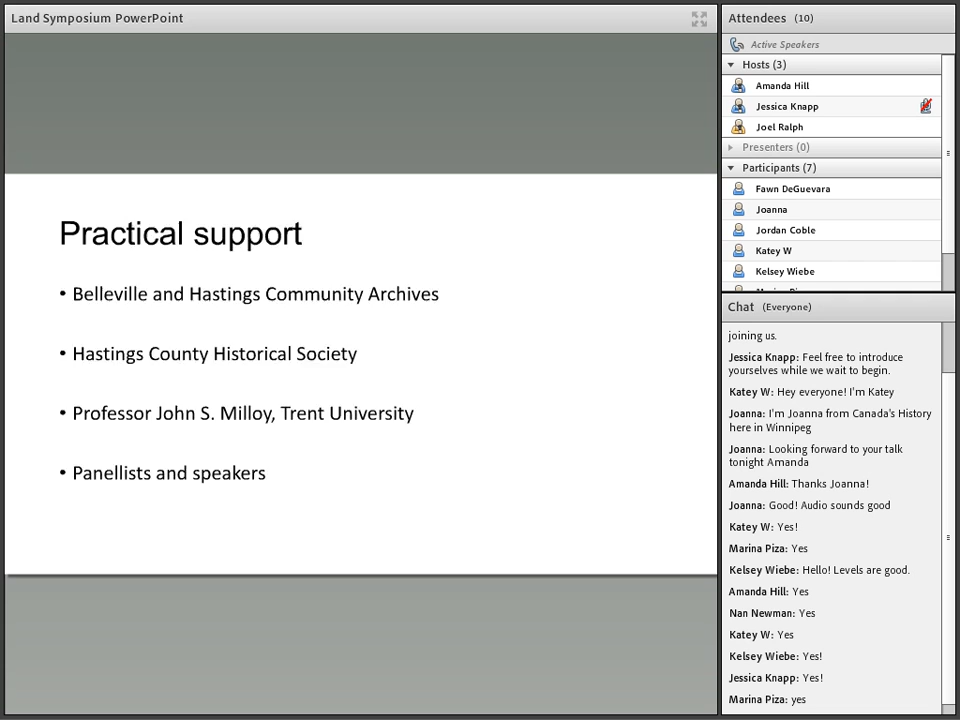 Land Symposium PowerPoint
Practical support
• Belleville and Hastings Community Archives
• Hastings County Historical Society
• Professor John S. Milloy, Trent University
• Panellists and speakers
Attendees (10)
Active Speakers
Hosts (3)
Amanda Hill
Jessica Knapp
Joel Ralph
Presenters (0)
Participants (7)
Fawn DeGuevara
Joanna
Jordan Coble
Katey W
Kelsey Wiebe
Chat (Everyone)
joining us.
Jessica Knapp: Feel free to introduce
yourselves while we wait to begin.
Katey W: Hey everyone! I'm Katey
Joanna: I'm Joanna from Canada's History
here in Winnipeg
Joanna: Looking forward to your talk
tonight Amanda
Amanda Hill: Thanks Joanna!
Joanna: Good! Audio sounds good
Katey W: Yes!
Marina Piza: Yes
Kelsey Wiebe: Hello! Levels are good.
Amanda Hill: Yes
Nan Newman: Yes
Katey W: Yes
Kelsey Wiebe: Yes!
Jessica Knapp: Yes!
Marina Piza: yes